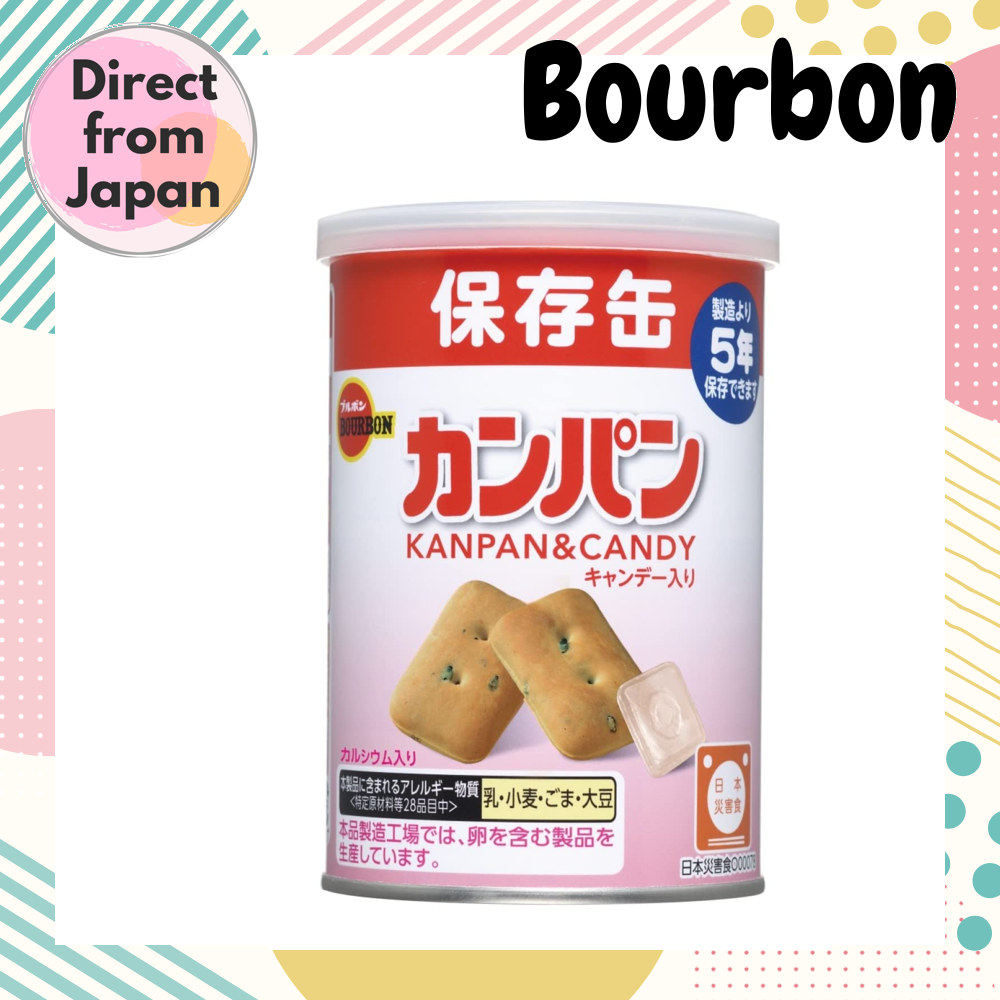 Direct
from
Japan
Bourbon
保存缶
製造より
5年
保存できます
ブルボン
BOURBON
カンパン
KANPAN&CANDY
キャンデー入り
カルシウム入り
本製品に含まれるアレルギー物質
<特定原材料等28品目中>
乳・小麦・ごま・大豆
本品製造工場では、卵を含む製品を
生産しています。
日本
災害食